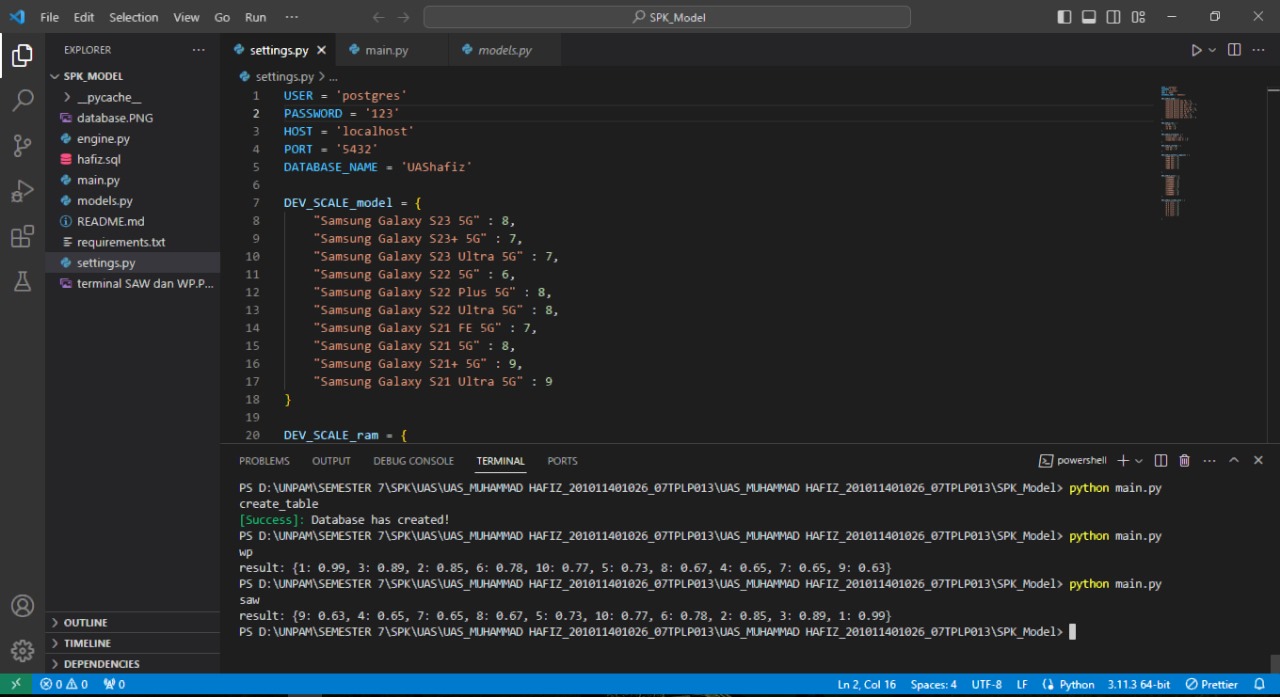 File Edit Selection View Go Run ···
SPK_Model
EXPLORER ···
SPK_MODEL
__pycache__
database.PNG
engine.py
hafiz.sql
main.py
models.py
README.md
requirements.txt
settings.py
terminal SAW dan WP.P...
OUTLINE
TIMELINE
DEPENDENCIES
settings.py main.py models.py
settings.py > ...
1 USER = 'postgres'
2 PASSWORD = '123'
3 HOST = 'localhost'
4 PORT = '5432'
5 DATABASE_NAME = 'UAShafiz'
6
7 DEV_SCALE_model = {
8 "Samsung Galaxy S23 5G" : 8,
9 "Samsung Galaxy S23+ 5G" : 7,
10 "Samsung Galaxy S23 Ultra 5G" : 7,
11 "Samsung Galaxy S22 5G" : 6,
12 "Samsung Galaxy S22 Plus 5G" : 8,
13 "Samsung Galaxy S22 Ultra 5G" : 8,
14 "Samsung Galaxy S21 FE 5G" : 7,
15 "Samsung Galaxy S21 5G" : 8,
16 "Samsung Galaxy S21+ 5G" : 9,
17 "Samsung Galaxy S21 Ultra 5G" : 9
18 }
19
20 DEV_SCALE_ram = {
PROBLEMS OUTPUT DEBUG CONSOLE TERMINAL PORTS
powershell
PS D:\UNPAM\SEMESTER 7\SPK\UAS\UAS_MUHAMMAD HAFIZ_201011401026_07TPLP013\UAS_MUHAMMAD HAFIZ_201011401026_07TPLP013\SPK_Model> python main.py
create_table
[Success]: Database has created!
PS D:\UNPAM\SEMESTER 7\SPK\UAS\UAS_MUHAMMAD HAFIZ_201011401026_07TPLP013\UAS_MUHAMMAD HAFIZ_201011401026_07TPLP013\SPK_Model> python main.py
wp
result: {1: 0.99, 3: 0.89, 2: 0.85, 6: 0.78, 10: 0.77, 5: 0.73, 8: 0.67, 4: 0.65, 7: 0.65, 9: 0.63}
PS D:\UNPAM\SEMESTER 7\SPK\UAS\UAS_MUHAMMAD HAFIZ_201011401026_07TPLP013\UAS_MUHAMMAD HAFIZ_201011401026_07TPLP013\SPK_Model> python main.py
saw
result: {9: 0.63, 4: 0.65, 7: 0.65, 8: 0.67, 5: 0.73, 10: 0.77, 6: 0.78, 2: 0.85, 3: 0.89, 1: 0.99}
PS D:\UNPAM\SEMESTER 7\SPK\UAS\UAS_MUHAMMAD HAFIZ_201011401026_07TPLP013\UAS_MUHAMMAD HAFIZ_201011401026_07TPLP013\SPK_Model>
0 0 0 Ln 2, Col 16 Spaces: 4 UTF-8 LF Python 3.11.3 64-bit Prettier